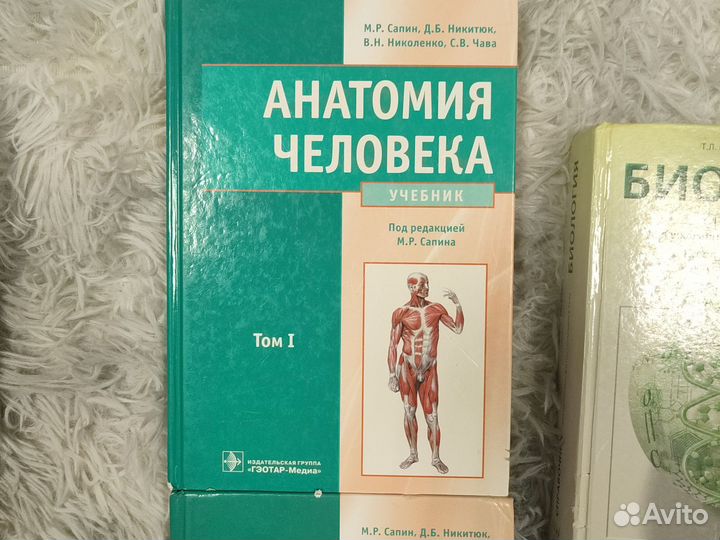 М.Р. Сапин, Д.Б. Никитюк,
В.Н. Николенко, С.В. Чава
АНАТОМИЯ
ЧЕЛОВЕКА
УЧЕБНИК
Под редакцией
М.Р. Сапина
Том I
ИЗДАТЕЛЬСКАЯ ГРУППА
«ГЭОТАР-Медиа»
М.Р. Сапин, Д.Б. Никитюк,
Т.Л.
БИО
БИОЛОГИЯ
Avito